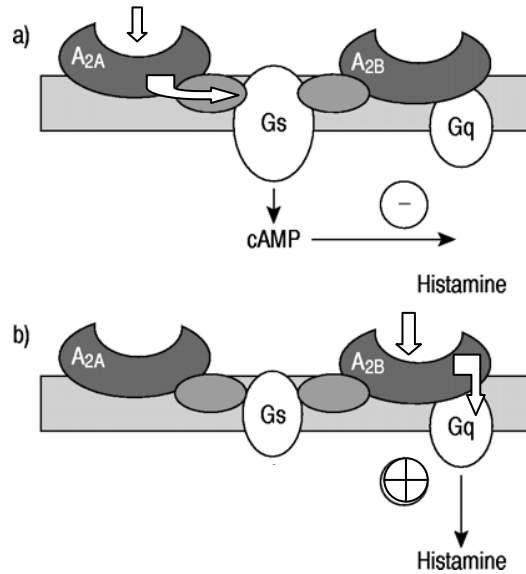 a)
A2A
A2B
Gs
Gq
−
cAMP
Histamine
b)
A2A
A2B
Gs
Gq
Histamine